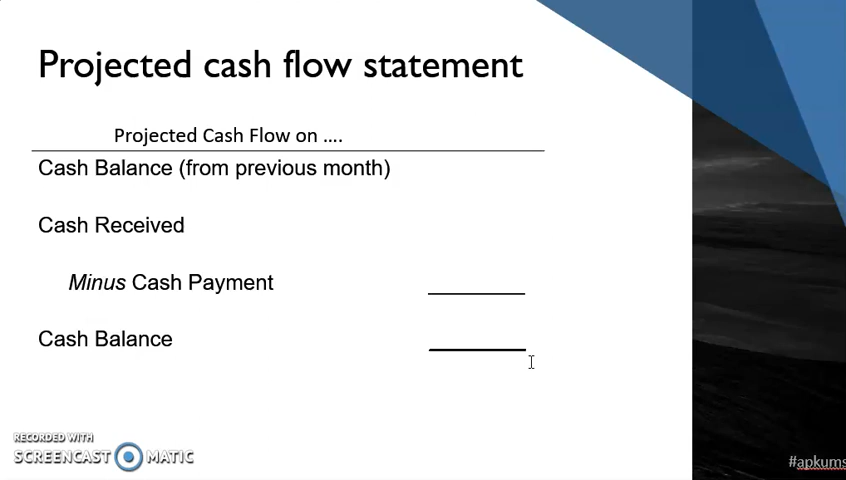 Projected cash flow statement
Projected Cash Flow on ....
Cash Balance (from previous month)
Cash Received
Minus Cash Payment
Cash Balance
RECORDED WITH
SCREENCAST MATIC
#apkums